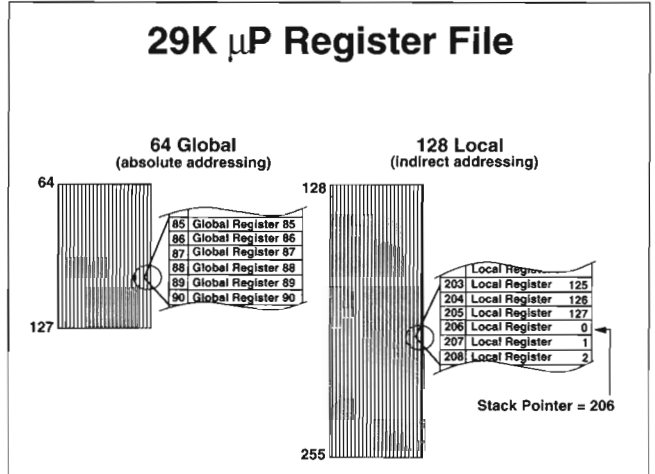 29K µP Register File
64 Global
(absolute addressing)
64
127
85 Global Register 85
86 Global Register 86
87 Global Register 87
88 Global Register 88
89 Global Register 89
90 Global Register 90
128 Local
(indirect addressing)
128
255
Local
203 Local Register 125
204 Local Register 126
205 Local Register 127
206 Local Register 0
207 Local Register 1
208 Local Register 2
Stack Pointer = 206